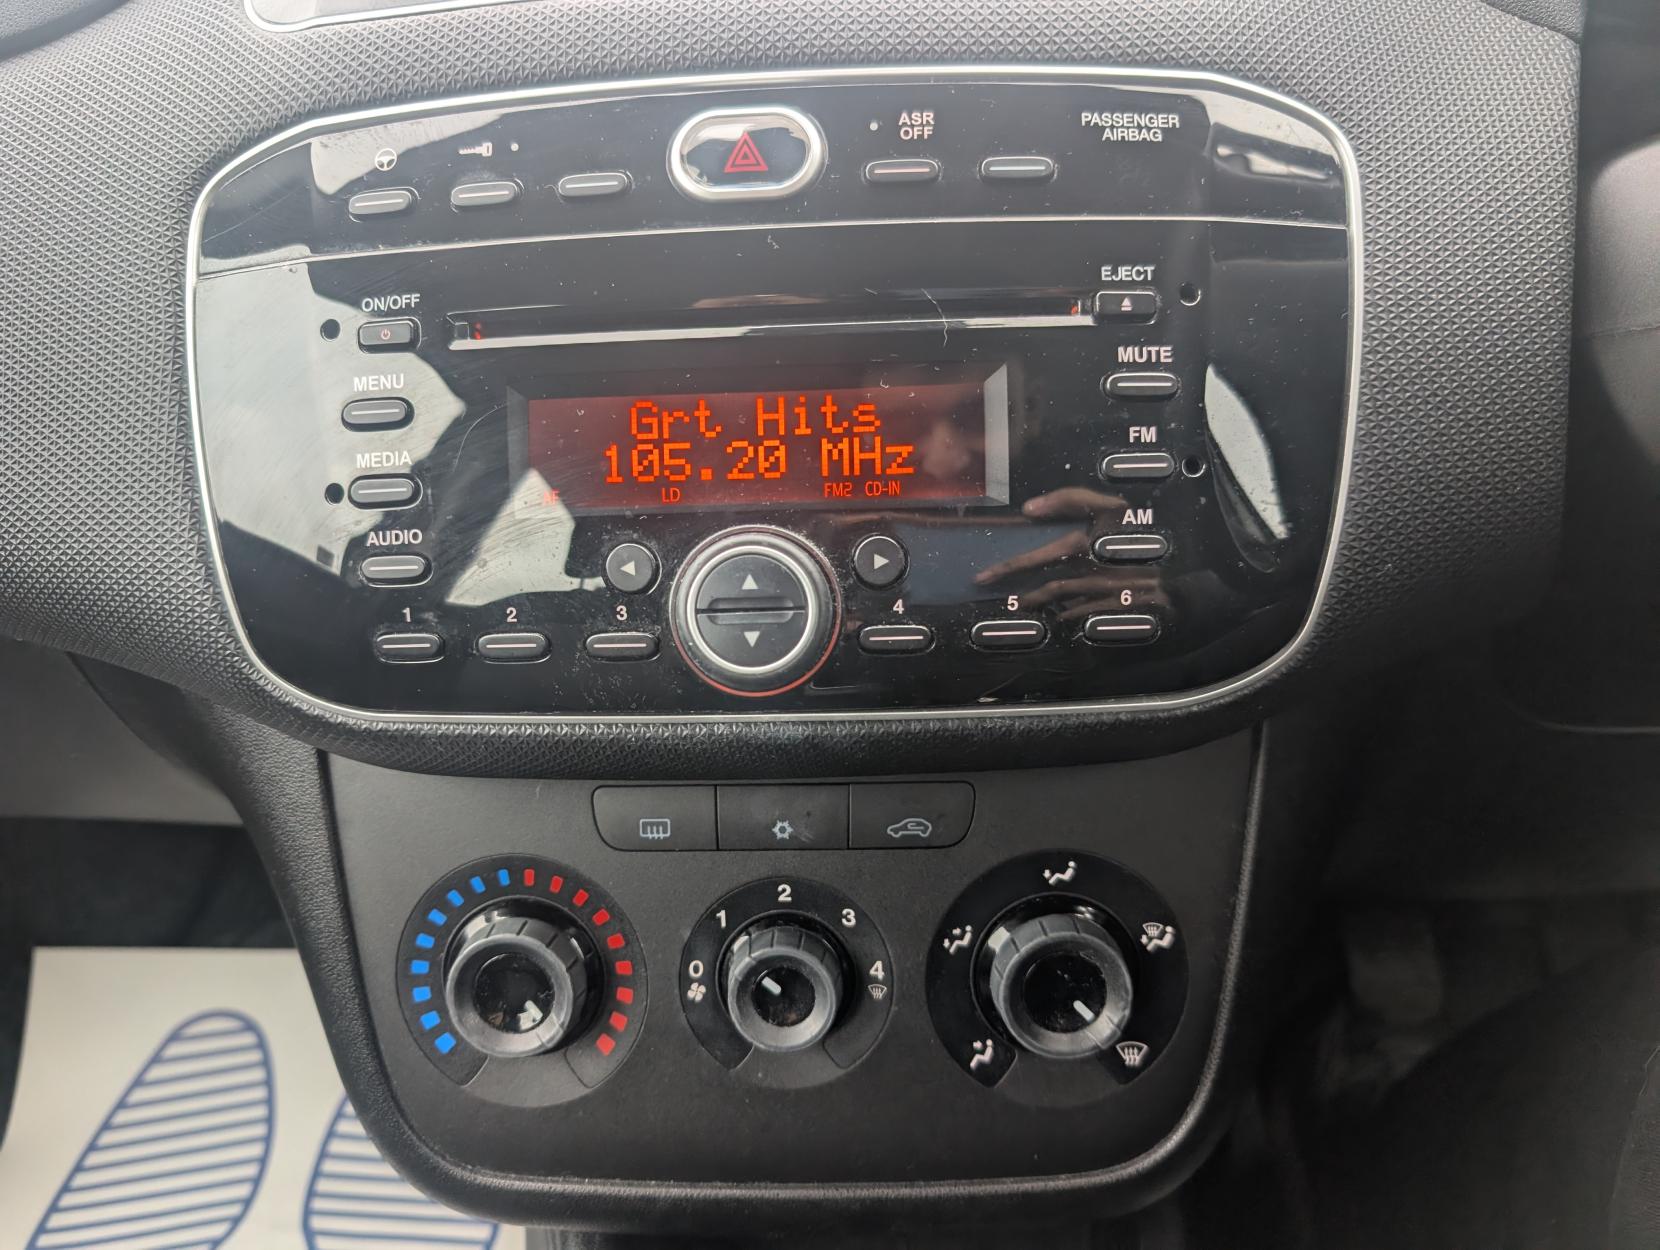 ASR
OFF
PASSENGER
AIRBAG
ON/OFF
EJECT
MENU
MUTE
Grt Hits
105.20 MHz
AF LD FM2 CD-IN
MEDIA
FM
AUDIO
AM
1 2 3 4 5 6
0 1 2 3 4